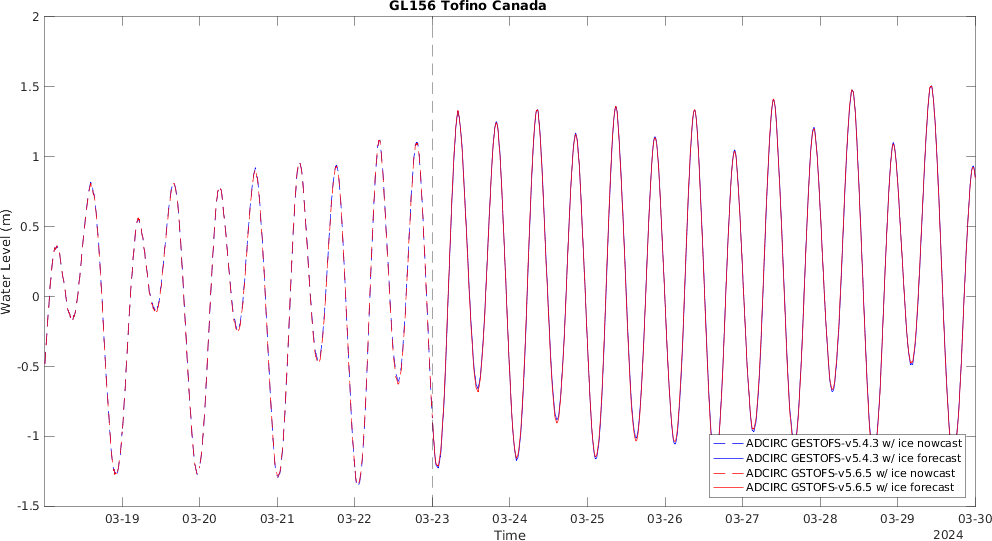 GL156 Tofino Canada
2
1.5
1
0.5
0
-0.5
-1
-1.5
Water Level (m)
ADCIRC GESTOFS-v5.4.3 w/ ice nowcast
ADCIRC GESTOFS-v5.4.3 w/ ice forecast
ADCIRC GSTOFS-v5.6.5 w/ ice nowcast
ADCIRC GSTOFS-v5.6.5 w/ ice forecast
03-19 03-20 03-21 03-22 03-23 03-24 03-25 03-26 03-27 03-28 03-29 03-30
Time
2024